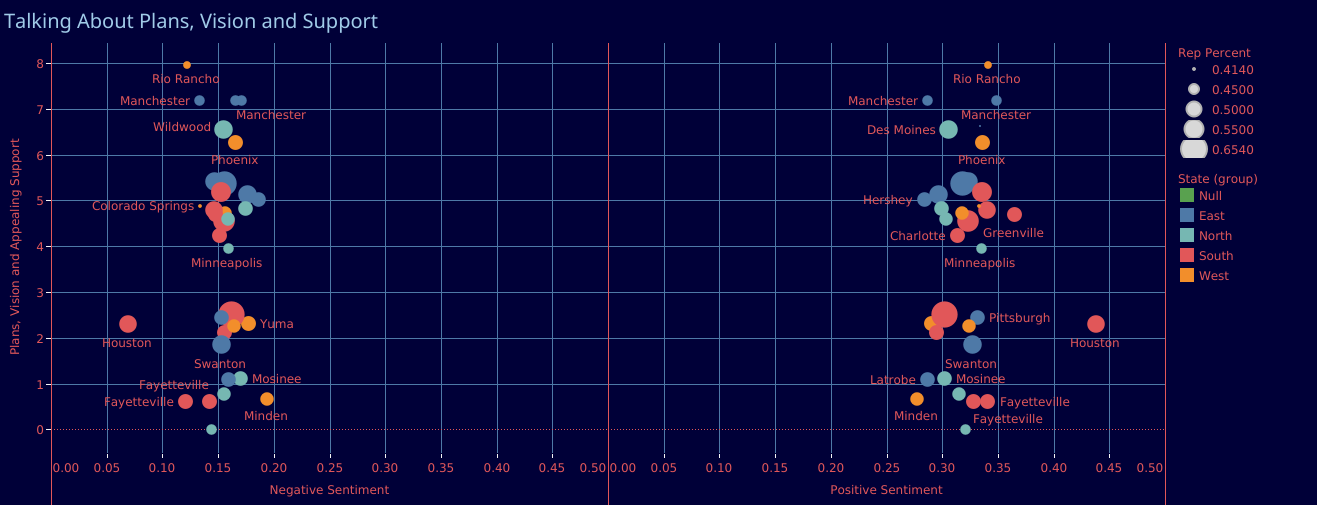 Talking About Plans, Vision and Support
Plans, Vision and Appealing Support
8
7
6
5
4
3
2
1
0
Rio Rancho
Manchester
Manchester
Wildwood
Phoenix
Colorado Springs
Minneapolis
Yuma
Houston
Swanton
Mosinee
Fayetteville
Fayetteville
Minden
0.00 0.05 0.10 0.15 0.20 0.25 0.30 0.35 0.40 0.45 0.50
Negative Sentiment
Rio Rancho
Manchester
Manchester
Des Moines
Phoenix
Hershey
Greenville
Charlotte
Minneapolis
Pittsburgh
Houston
Swanton
Latrobe
Mosinee
Minden
Fayetteville
Fayetteville
0.00 0.05 0.10 0.15 0.20 0.25 0.30 0.35 0.40 0.45 0.50
Positive Sentiment
Rep Percent
0.4140
0.4500
0.5000
0.5500
0.6540
State (group)
Null
East
North
South
West